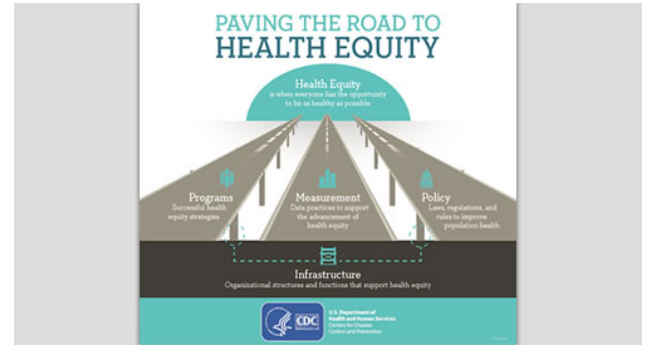 PAVING THE ROAD TO
HEALTH EQUITY
Health Equity
is when everyone has the opportunity
to be as healthy as possible
Programs
Successful health
equity strategies
Measurement
Data practices to support
the advancement of
health equity
Policy
Laws, regulations, and
rules to improve
population health
Infrastructure
Organizational structures and functions that support health equity
CDC
U.S. Department of
Health and Human Services
Centers for Disease
Control and Prevention